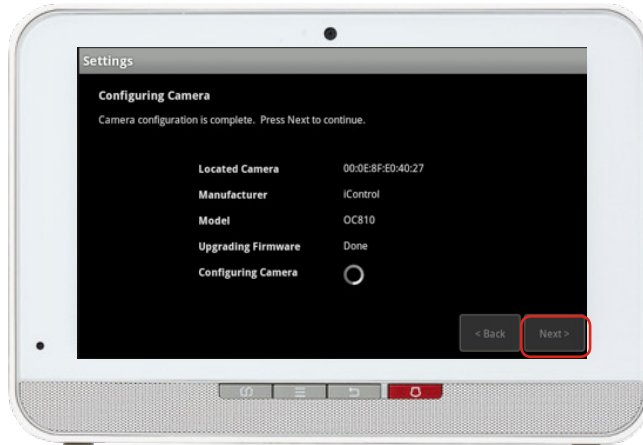 Settings
Configuring Camera
Camera configuration is complete. Press Next to continue.
Located Camera 00:0E:8F:E0:40:27
Manufacturer iControl
Model OC810
Upgrading Firmware Done
Configuring Camera
< Back Next >